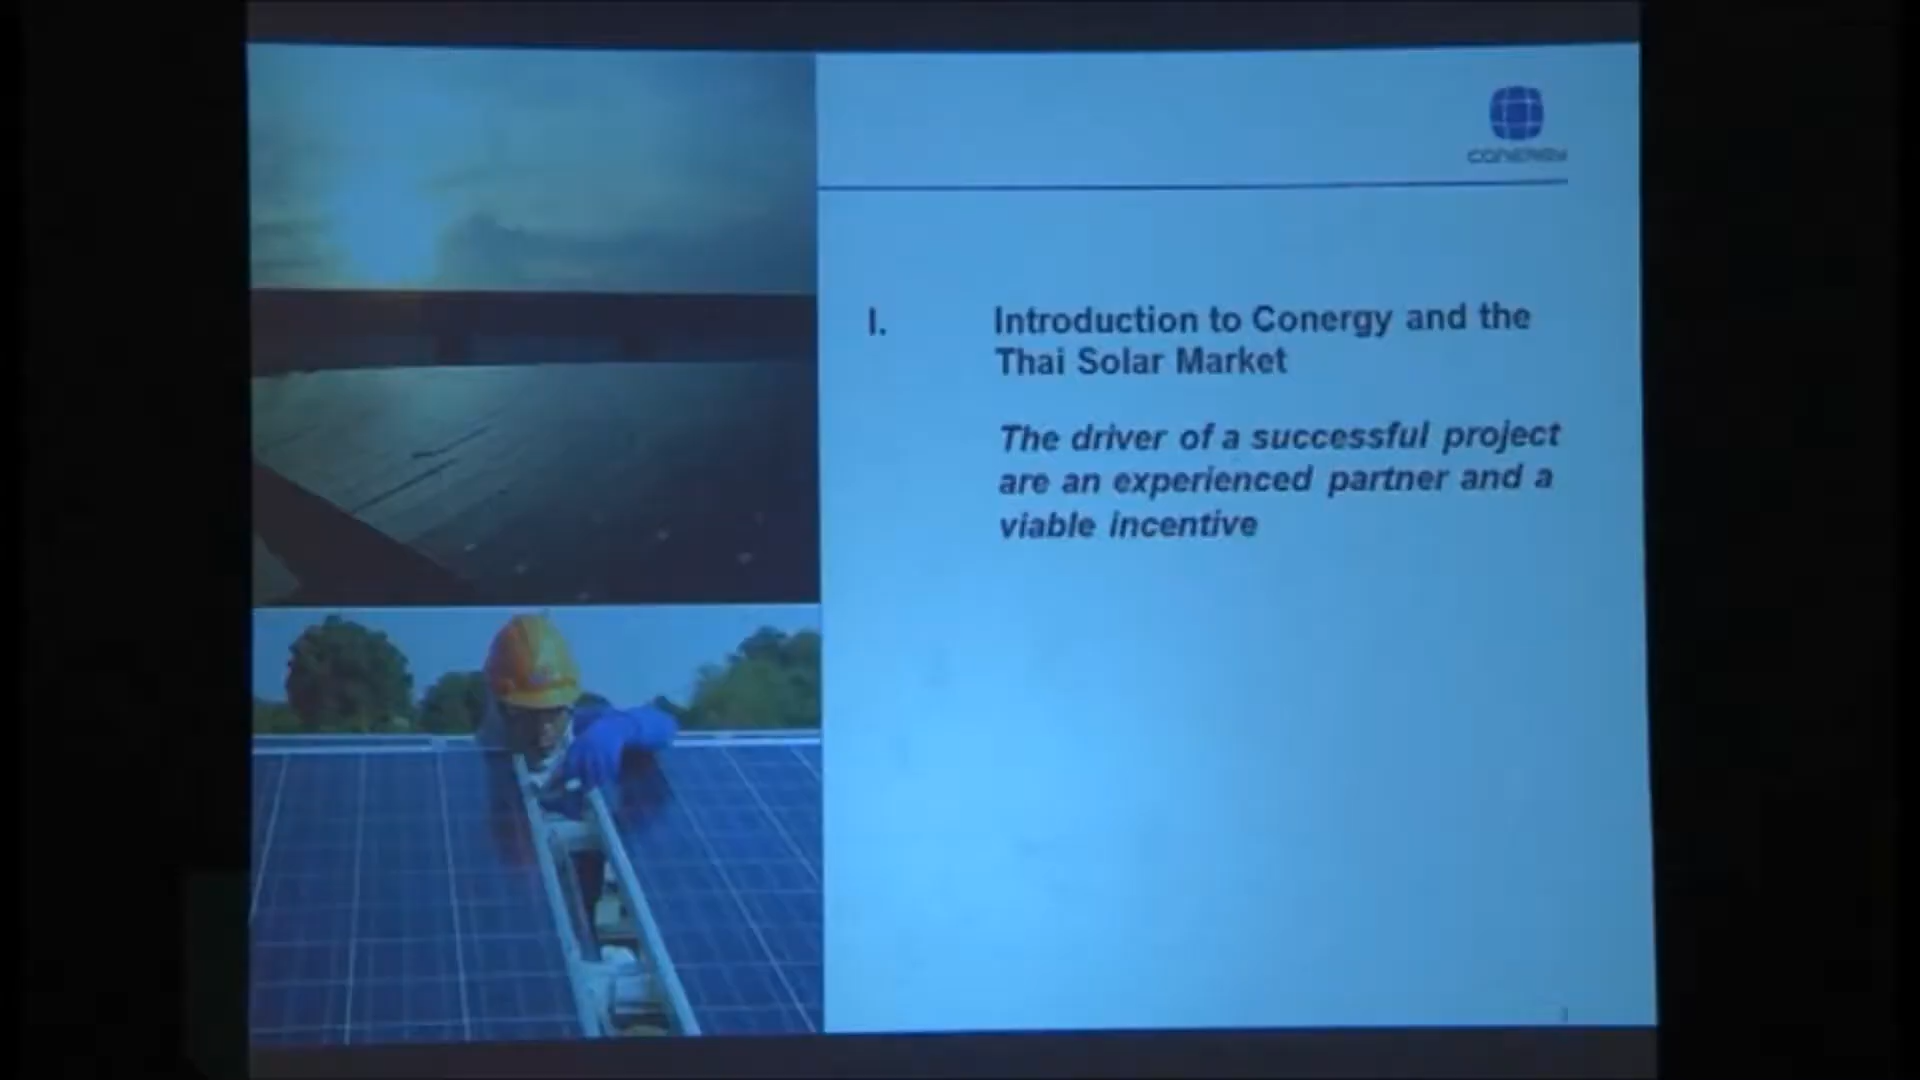 CONERGY
I. Introduction to Conergy and the
Thai Solar Market
The driver of a successful project
are an experienced partner and a
viable incentive